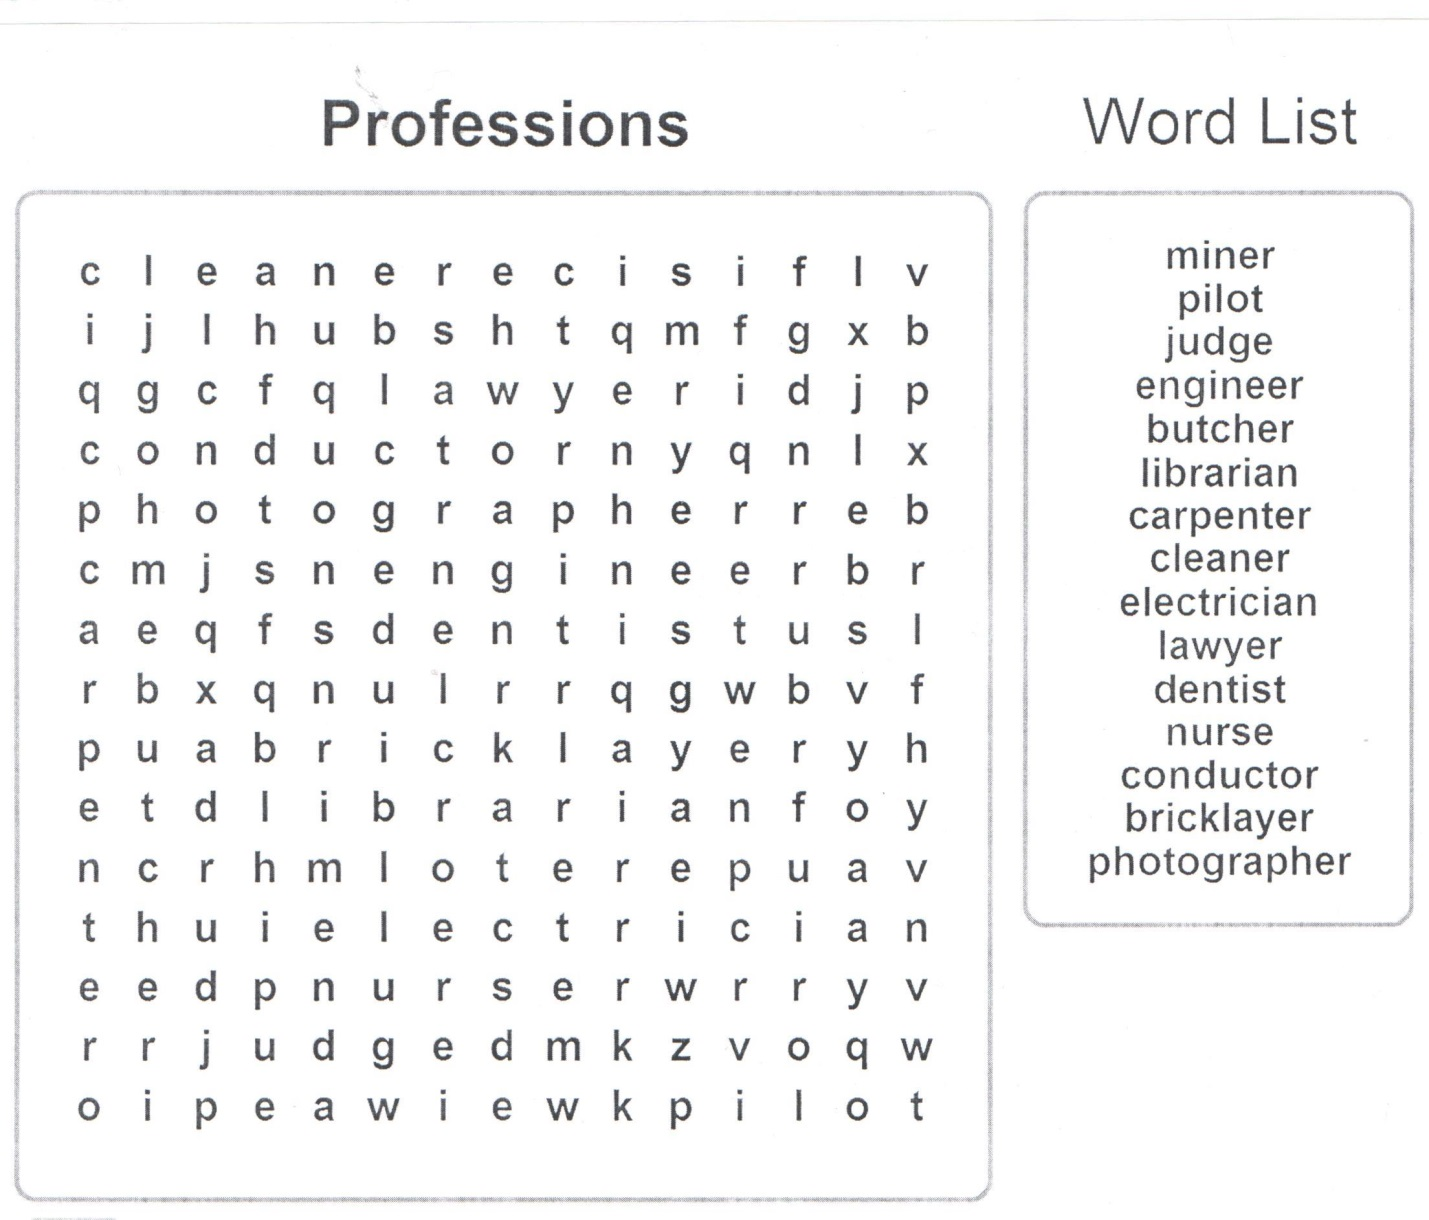 Professions
c l e a n e r e c i s i f l v
i j l h u b s h t q m f g x b
q g c f q l a w y e r i d j p
c o n d u c t o r n y q n l x
p h o t o g r a p h e r r e b
c m j s n e n g i n e e r b r
a e q f s d e n t i s t u s l
r b x q n u l r r q g w b v f
p u a b r i c k l a y e r y h
e t d l i b r a r i a n f o y
n c r h m l o t e r e p u a v
t h u i e l e c t r i c i a n
e e d p n u r s e r w r r y v
r r j u d g e d m k z v o q w
o i p e a w i e w k p i l o t
Word List
miner
pilot
judge
engineer
butcher
librarian
carpenter
cleaner
electrician
lawyer
dentist
nurse
conductor
bricklayer
photographer